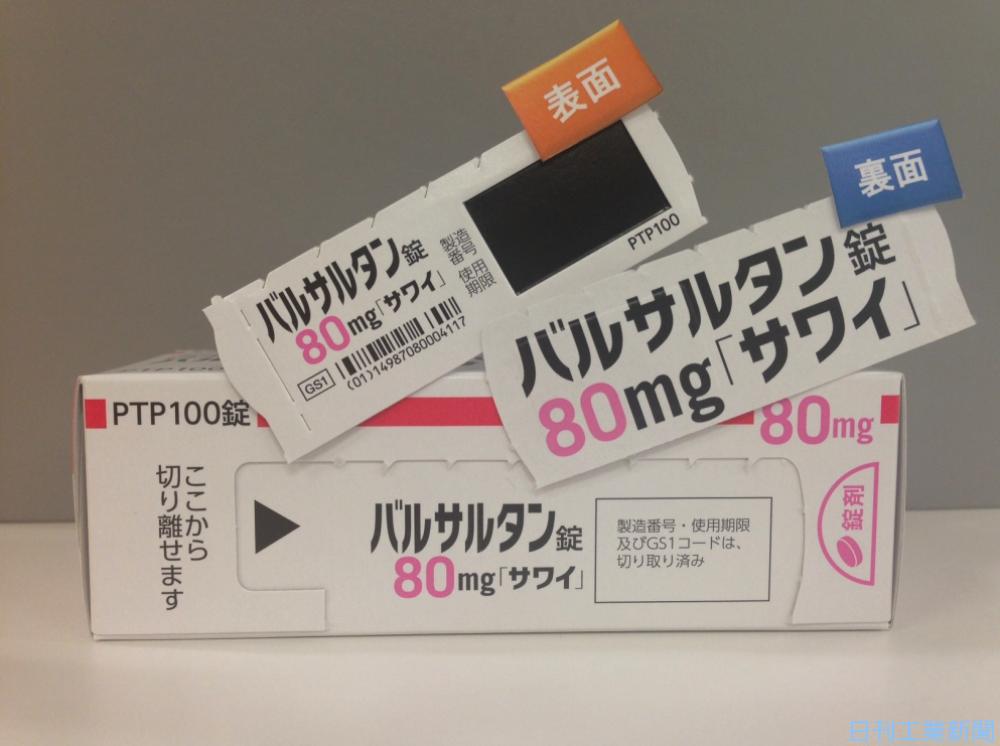 表面
裏面
バルサルタン錠
80mg「サワイ」
製造
番号
使用
期限
PTP100
GS1
(01)14987080004117
バルサルタン錠
80mg「サワイ」
PTP100錠
80mg
ここから
切り離せます
バルサルタン錠
80mg「サワイ」
製造番号・使用期限
及びGS1コードは、
切り取り済み
錠剤
日刊工業新聞